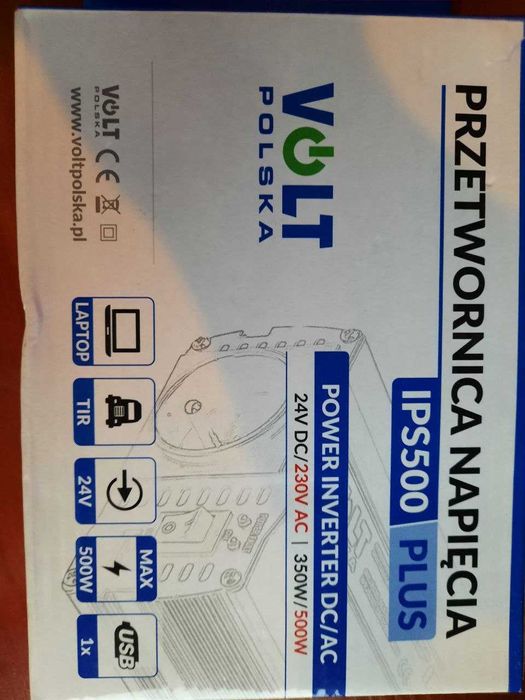 PRZETWORNICA NAPIĘCIA
IPS500 PLUS
VOLT
POLSKA
POWER INVERTER DC/AC
24V DC/230V AC | 350W/500W
LAPTOP
TIR
24V
MAX
500W
USB
1x
VOLT
POLSKA
CE
www.voltpolska.pl